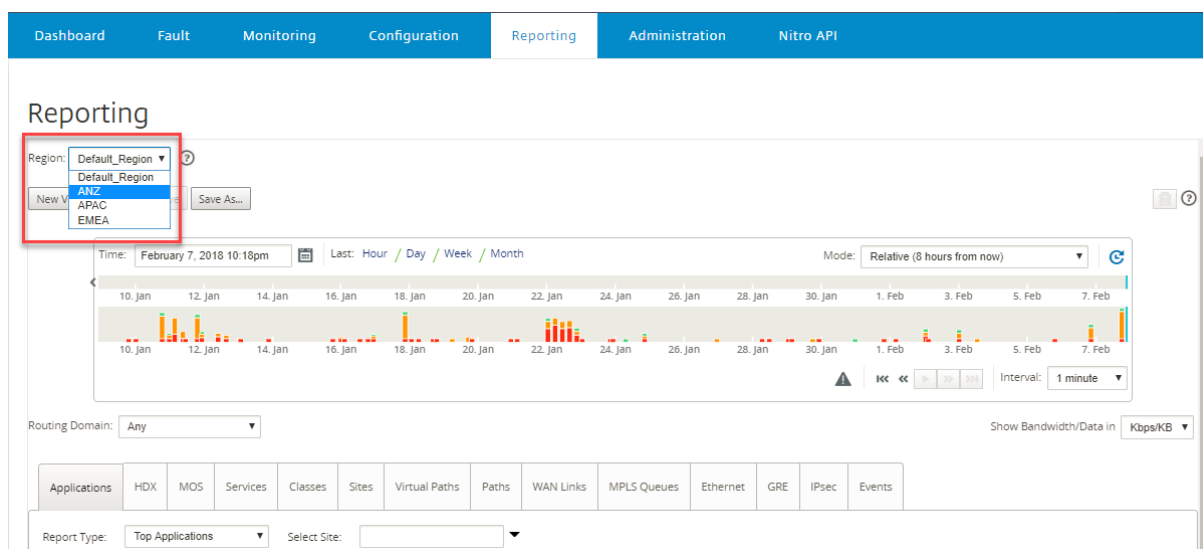 Dashboard Fault Monitoring Configuration Reporting Administration Nitro API
Reporting
Region: Default_Region
Default_Region
ANZ
APAC
EMEA
New V
Save As...
Time: February 7, 2018 10:18pm Last: Hour / Day / Week / Month Mode: Relative (8 hours from now)
10. Jan 12. Jan 14. Jan 16. Jan 18. Jan 20. Jan 22. Jan 24. Jan 26. Jan 28. Jan 30. Jan 1. Feb 3. Feb 5. Feb 7. Feb
10. Jan 12. Jan 14. Jan 16. Jan 18. Jan 20. Jan 22. Jan 24. Jan 26. Jan 28. Jan 30. Jan 1. Feb 3. Feb 5. Feb 7. Feb
Interval: 1 minute
Routing Domain: Any Show Bandwidth/Data in Kbps/KB
Applications HDX MOS Services Classes Sites Virtual Paths Paths WAN Links MPLS Queues Ethernet GRE IPsec Events
Report Type: Top Applications Select Site: